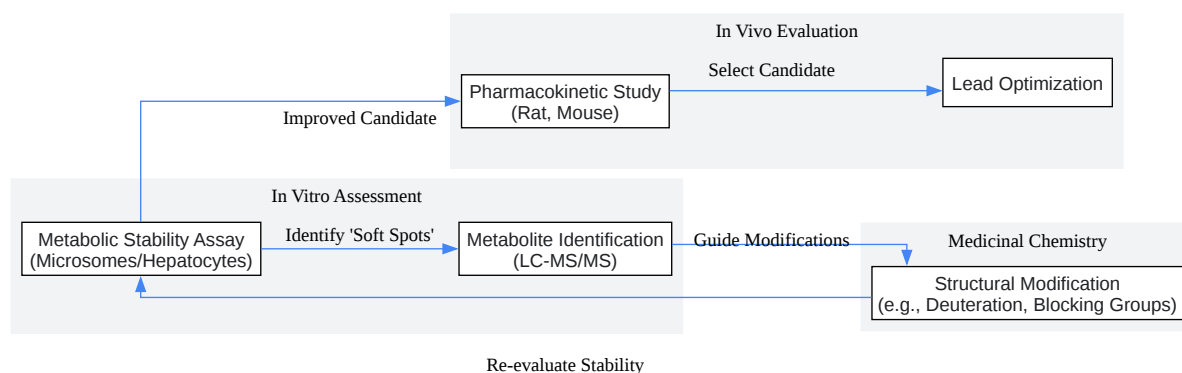 In Vivo Evaluation
Select Candidate
Pharmacokinetic Study
(Rat, Mouse)
Lead Optimization
Improved Candidate
In Vitro Assessment
Metabolic Stability Assay
(Microsomes/Hepatocytes)
Identify 'Soft Spots'
Metabolite Identification
(LC-MS/MS)
Guide Modifications
Medicinal Chemistry
Structural Modification
(e.g., Deuteration, Blocking Groups)
Re-evaluate Stability